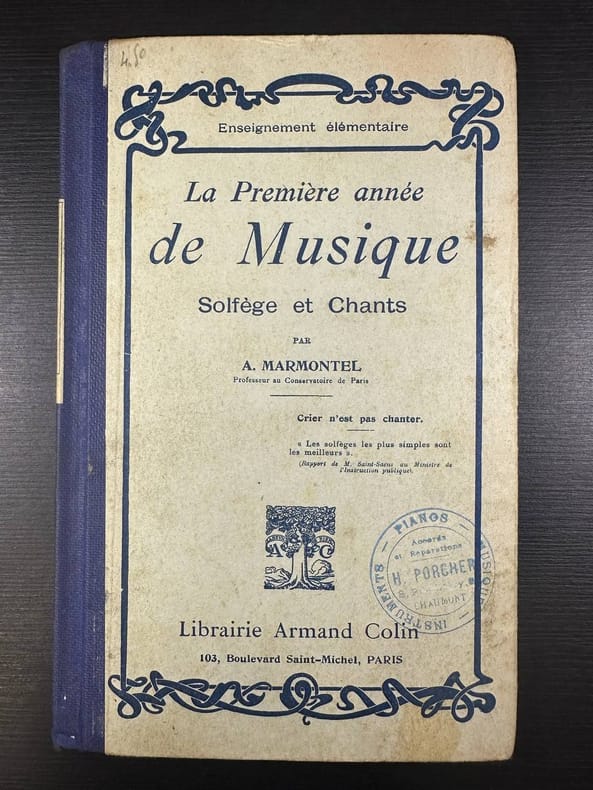 4.50
Enseignement élémentaire
La Première année
de Musique
Solfège et Chants
PAR
A. MARMONTEL
Professeur au Conservatoire de Paris
Crier n'est pas chanter.
« Les solfèges les plus simples sont
les meilleurs ».
(Rapport de M. Saint-Saëns au Ministre de
l'Instruction publique).
A & C
PIANOS — MUSIQUE — INSTRUMENTS —
Accords
et Réparations
H. PORCHER
CHAUMONT
Librairie Armand Colin
103, Boulevard Saint-Michel, PARIS